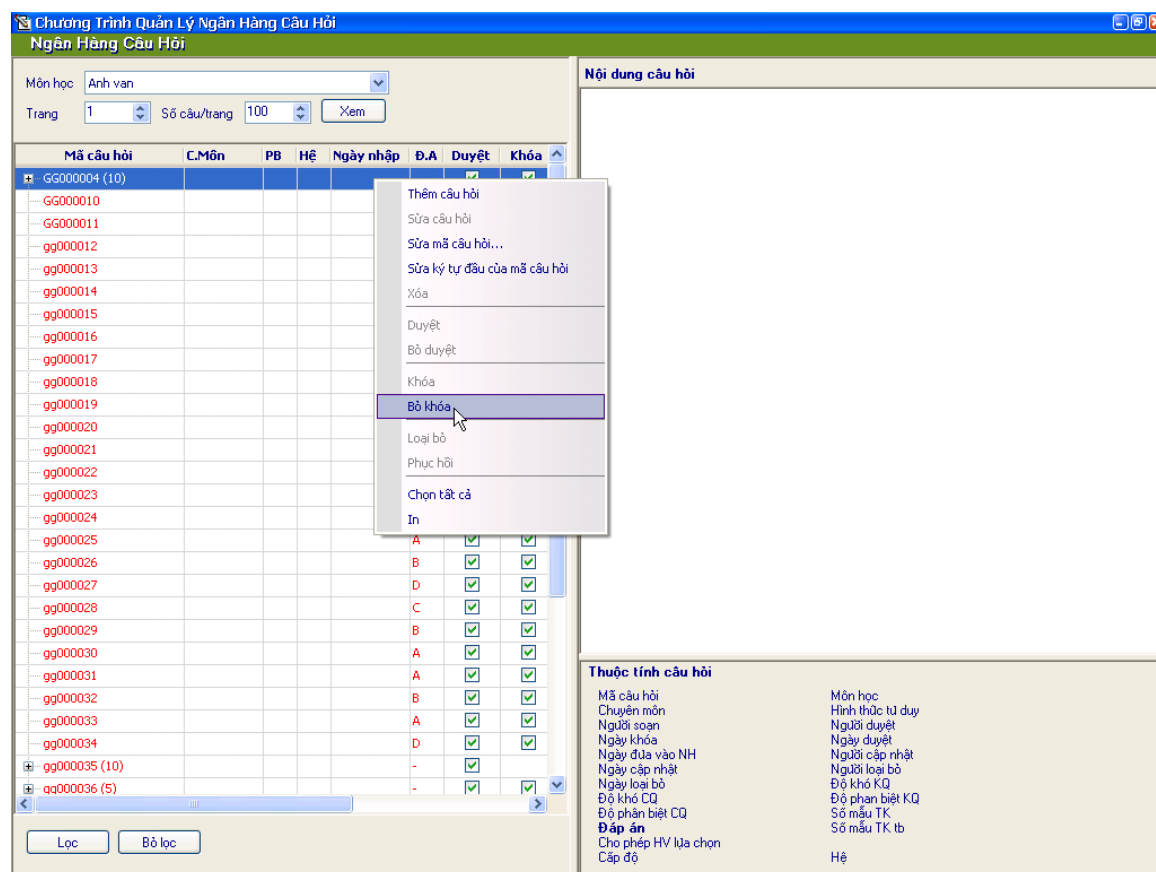 Chương Trình Quản Lý Ngân Hàng Câu Hỏi
Ngân Hàng Câu Hỏi
Môn học Anh van
Trang 1 Số câu/trang 100 Xem
Mã câu hỏi C.Môn PB Hệ Ngày nhập Đ.A Duyệt Khóa
GG000004 (10)
GG000010
GG000011
gg000012
gg000013
gg000014
gg000015
gg000016
gg000017
gg000018
gg000019
gg000020
gg000021
gg000022
gg000023
gg000024
gg000025 A
gg000026 B
gg000027 D
gg000028 C
gg000029 B
gg000030 A
gg000031 A
gg000032 B
gg000033 A
gg000034 D
gg000035 (10) -
gg000036 (5) -
Lọc Bỏ lọc
Thêm câu hỏi
Sửa câu hỏi
Sửa mã câu hỏi...
Sửa ký tự đầu của mã câu hỏi
Xóa
Duyệt
Bỏ duyệt
Khóa
Bỏ khóa
Loại bỏ
Phục hồi
Chọn tất cả
In
Nội dung câu hỏi
Thuộc tính câu hỏi
Mã câu hỏi Môn học
Chuyên môn Hình thức tư duy
Người soạn Người duyệt
Ngày khóa Ngày duyệt
Ngày đưa vào NH Người cập nhật
Ngày cập nhật Người loại bỏ
Ngày loại bỏ Độ khó KQ
Độ khó CQ Độ phan biệt KQ
Độ phân biệt CQ Số mẫu TK
Đáp án Số mẫu TK tb
Cho phép HV lựa chọn
Cấp độ Hệ